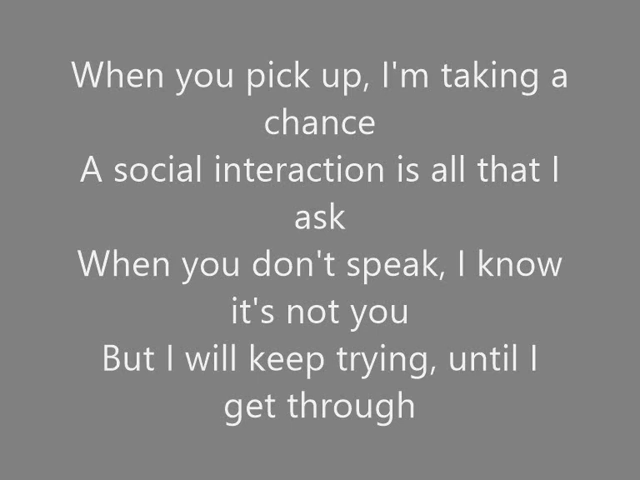 When you pick up, I'm taking a
chance
A social interaction is all that I
ask
When you don't speak, I know
it's not you
But I will keep trying, until I
get through